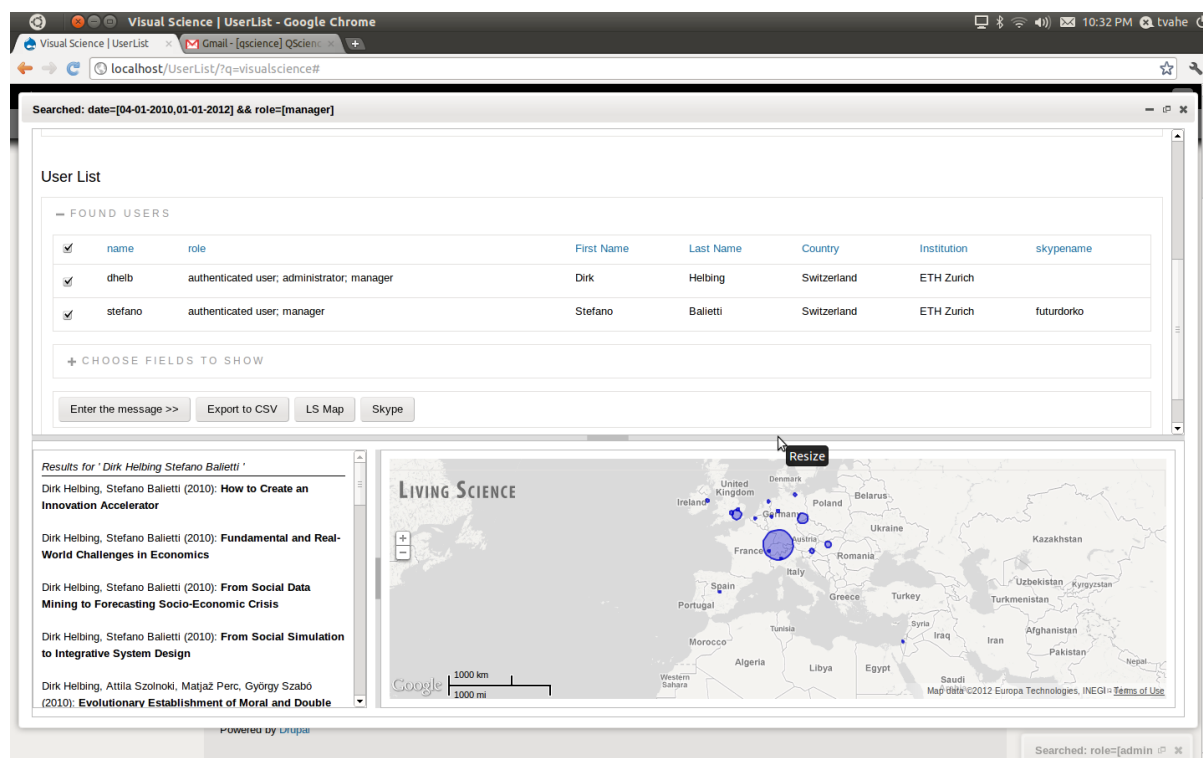 Visual Science | UserList - Google Chrome
10:32 PM
tvahe
Visual Science | UserList
Gmail - [qscience] QScienc
localhost/UserList/?q=visualscience#
Searched: date=[04-01-2010,01-01-2012] && role=[manager]
User List
FOUND USERS
name role First Name Last Name Country Institution skypename
dhelb authenticated user; administrator; manager Dirk Helbing Switzerland ETH Zurich
stefano authenticated user; manager Stefano Balietti Switzerland ETH Zurich futurdorko
CHOOSE FIELDS TO SHOW
Enter the message >> Export to CSV LS Map Skype
Resize
Results for ' Dirk Helbing Stefano Balietti '
Dirk Helbing, Stefano Balietti (2010): How to Create an
Innovation Accelerator
Dirk Helbing, Stefano Balietti (2010): Fundamental and Real-
World Challenges in Economics
Dirk Helbing, Stefano Balietti (2010): From Social Data
Mining to Forecasting Socio-Economic Crisis
Dirk Helbing, Stefano Balietti (2010): From Social Simulation
to Integrative System Design
Dirk Helbing, Attila Szolnoki, Matjaž Perc, György Szabó
(2010): Evolutionary Establishment of Moral and Double
LIVING SCIENCE
Denmark
United
Kingdom
Ireland
Poland
Belarus
Germany
Ukraine
Kazakhstan
Austria
France
Romania
Italy
Uzbekistan
Kyrgyzstan
Spain
Greece
Turkey
Turkmenistan
Portugal
Tunisia
Syria
Iraq
Iran
Afghanistan
Morocco
Pakistan
Algeria
Libya
Egypt
Nepal
Western
Sahara
Saudi
Google
1000 km
1000 mi
Map data ©2012 Europa Technologies, INEGI - Terms of Use
Powered by Drupal
Searched: role=[admin